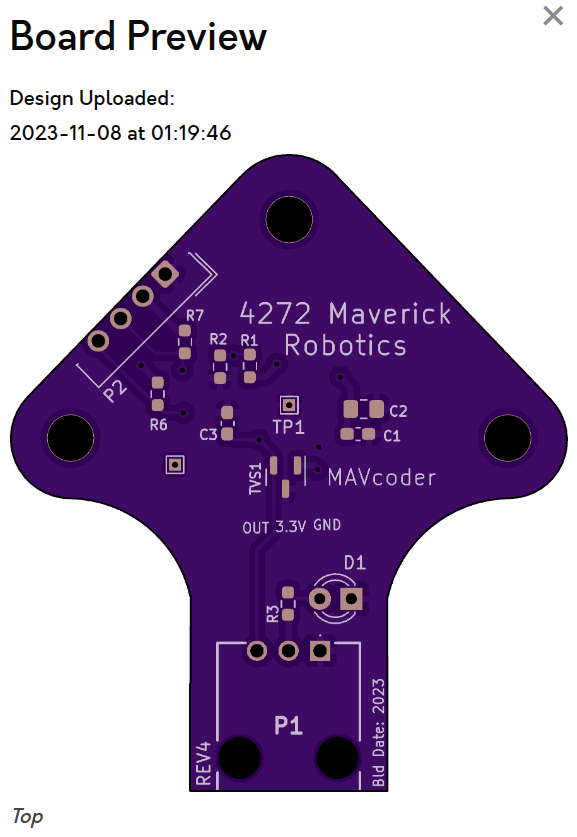 Board Preview
Design Uploaded:
2023-11-08 at 01:19:46
4272 Maverick
Robotics
R7
R2
R1
P2
R6
C3
TP1
C2
C1
TVS1
MAVcoder
OUT 3.3V GND
D1
R3
P1
REV4
Bld Date: 2023
Top